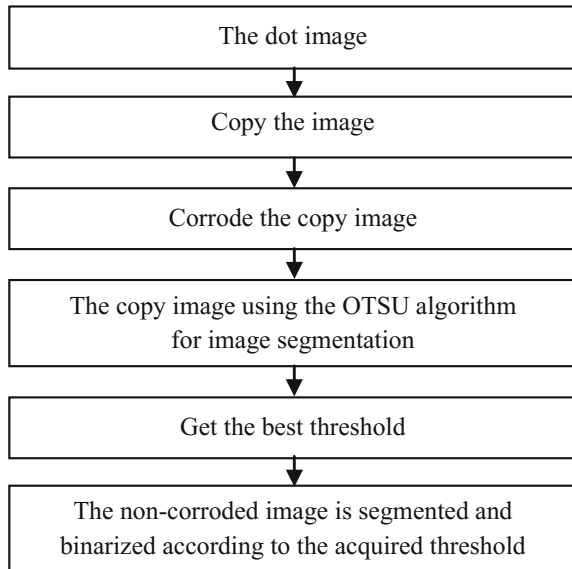 The dot image
Copy the image
Corrode the copy image
The copy image using the OTSU algorithm
for image segmentation
Get the best threshold
The non-corroded image is segmented and
binarized according to the acquired threshold